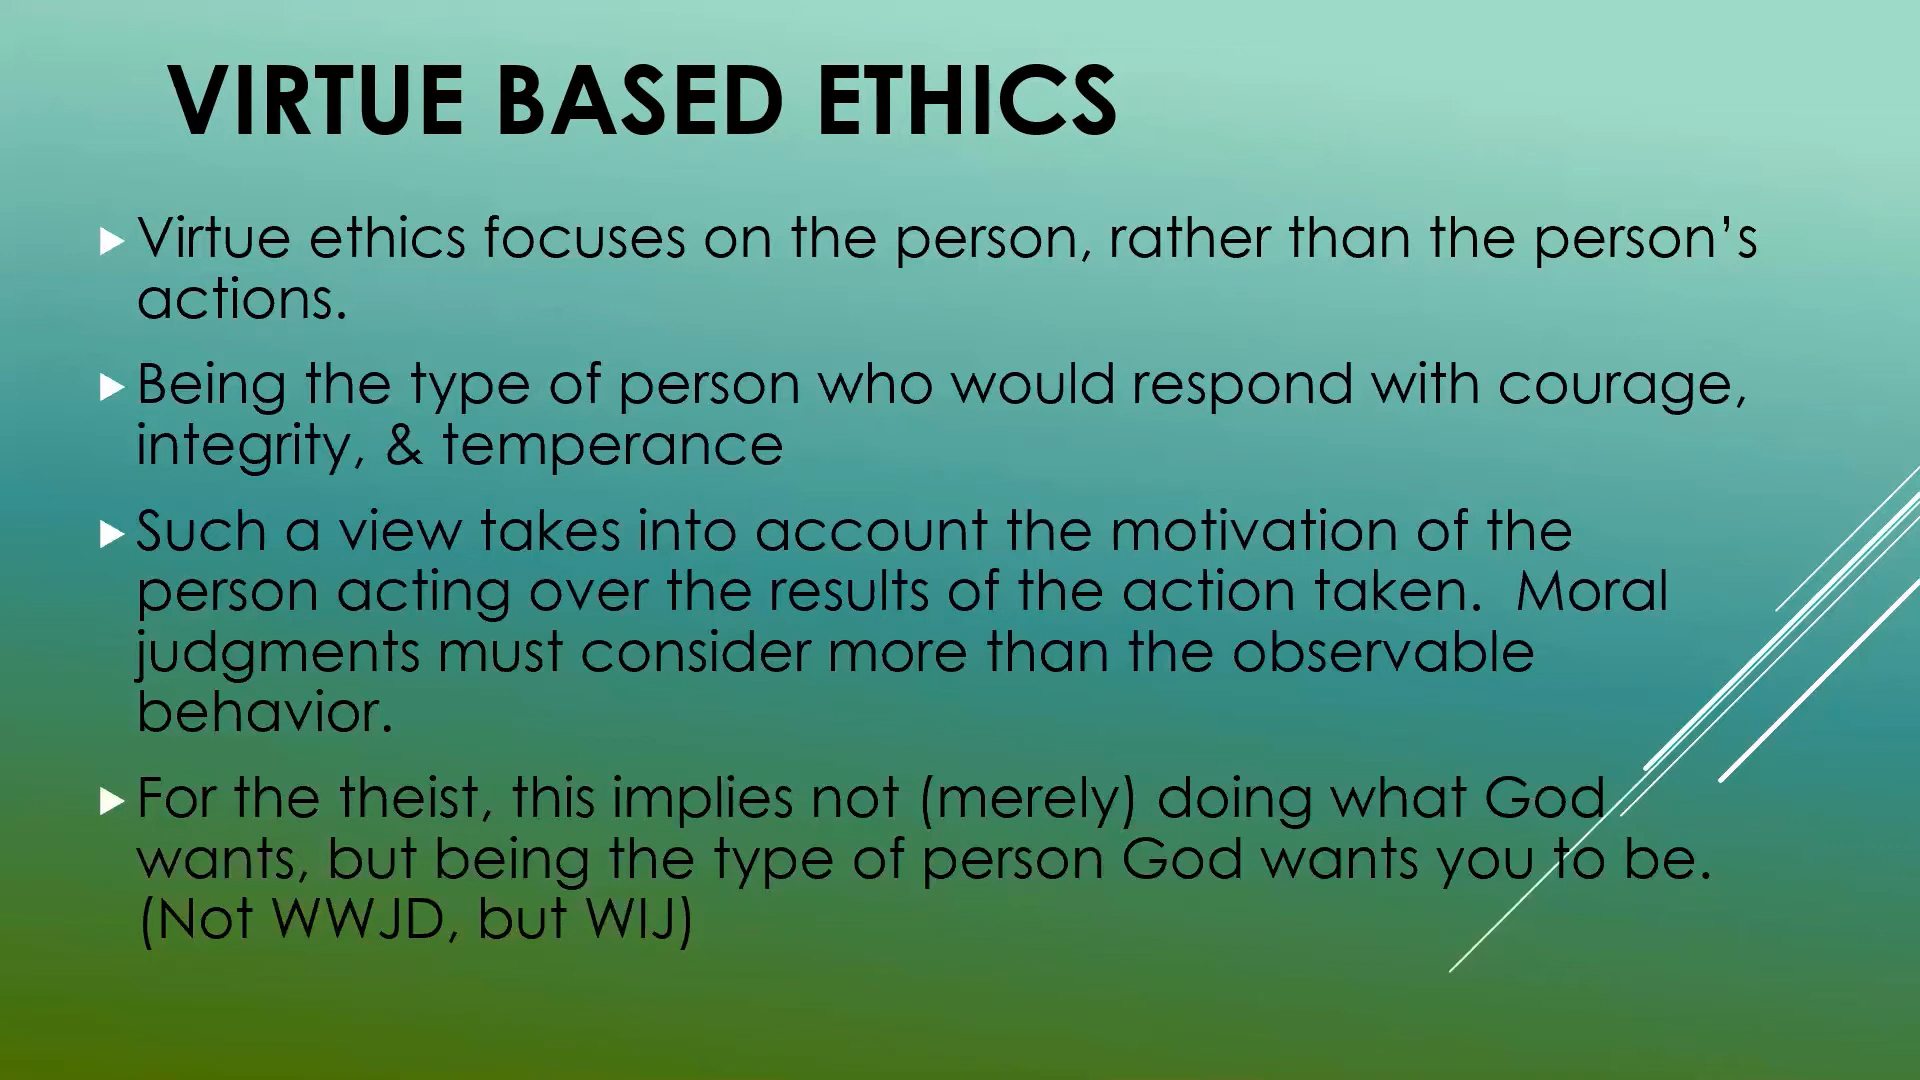 VIRTUE BASED ETHICS
Virtue ethics focuses on the person, rather than the person’s
actions.
Being the type of person who would respond with courage,
integrity, & temperance
Such a view takes into account the motivation of the
person acting over the results of the action taken.  Moral
judgments must consider more than the observable
behavior.
For the theist, this implies not (merely) doing what God
wants, but being the type of person God wants you to be.
(Not WWJD, but WIJ)